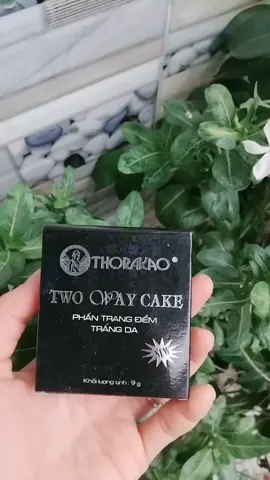 THORAKAO®
TWO WAY CAKE
PHẤN TRANG ĐIỂM
TRẮNG DA
Khối lượng tịnh : 9 g